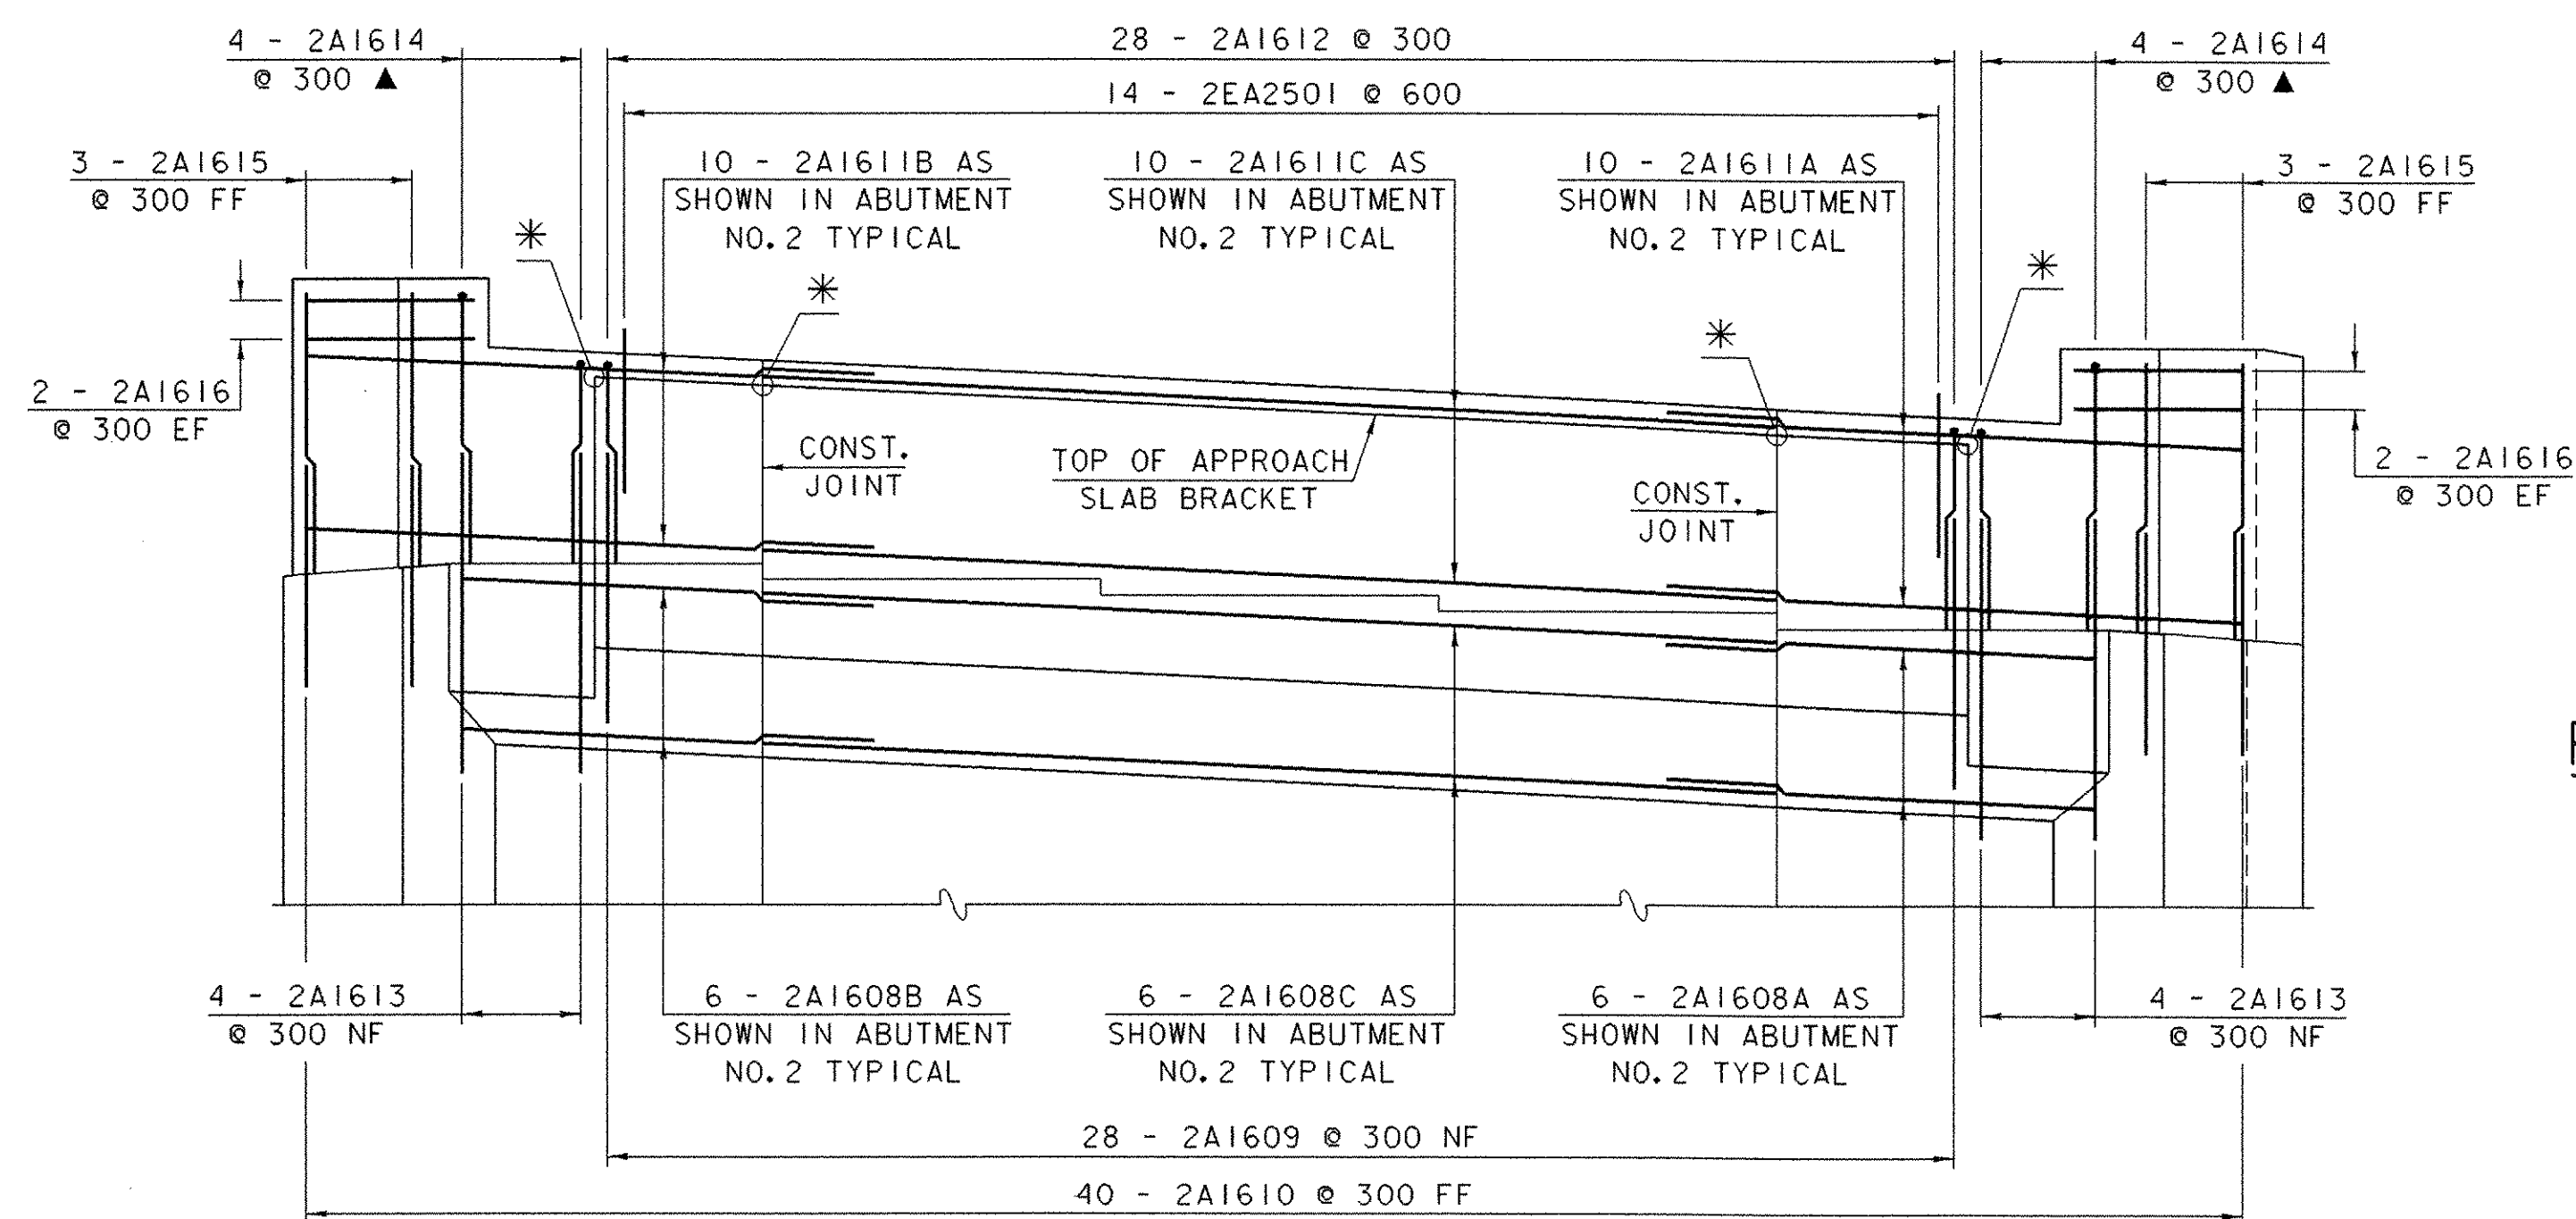 4 - 2A1614
@ 300 ▲
28 - 2A1612 @ 300
4 - 2A1614
@ 300 ▲
14 - 2EA2501 @ 600
3 - 2A1615
@ 300 FF
10 - 2A1611B AS
SHOWN IN ABUTMENT
NO. 2 TYPICAL
10 - 2A1611C AS
SHOWN IN ABUTMENT
NO. 2 TYPICAL
10 - 2A1611A AS
SHOWN IN ABUTMENT
NO. 2 TYPICAL
3 - 2A1615
@ 300 FF
*
*
*
*
2 - 2A1616
@ 300 EF
CONST.
JOINT
TOP OF APPROACH
SLAB BRACKET
CONST.
JOINT
2 - 2A1616
@ 300 EF
4 - 2A1613
@ 300 NF
6 - 2A1608B AS
SHOWN IN ABUTMENT
NO. 2 TYPICAL
6 - 2A1608C AS
SHOWN IN ABUTMENT
NO. 2 TYPICAL
6 - 2A1608A AS
SHOWN IN ABUTMENT
NO. 2 TYPICAL
4 - 2A1613
@ 300 NF
28 - 2A1609 @ 300 NF
40 - 2A1610 @ 300 FF